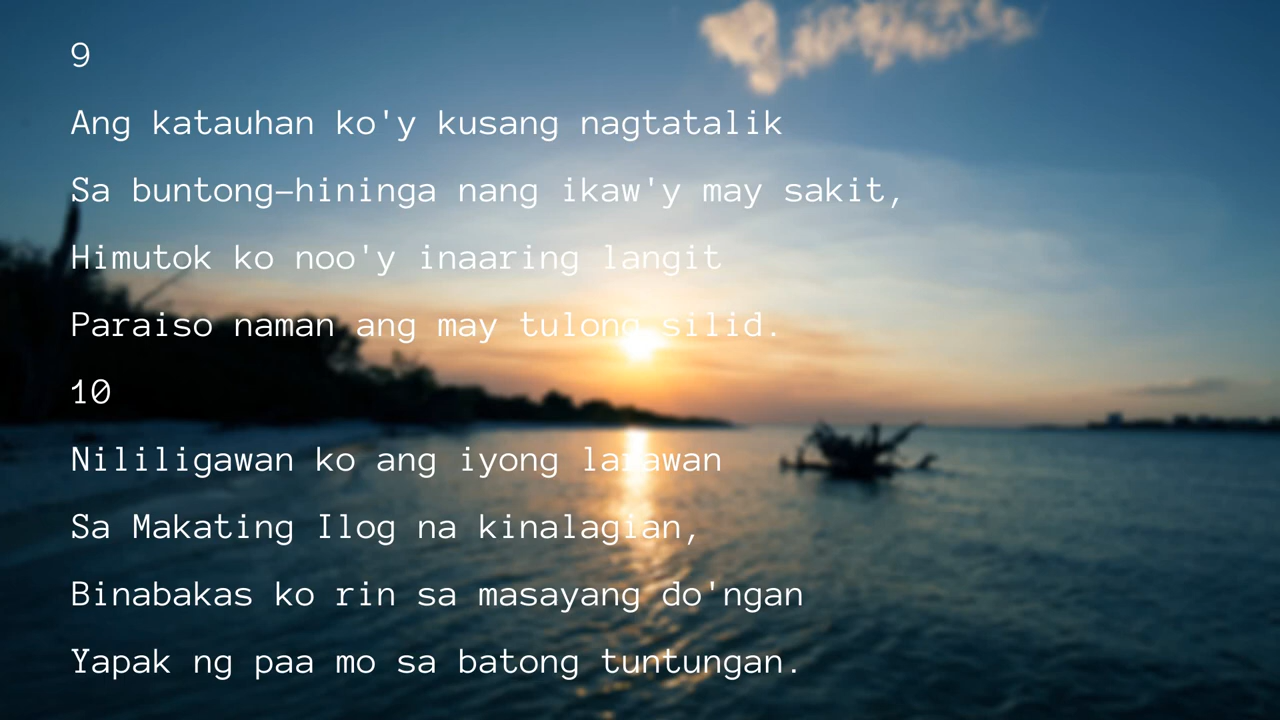 9
Ang katauhan ko'y kusang nagtatalik
Sa buntong-hininga nang ikaw'y may sakit,
Himutok ko noo'y inaaring langit
Paraiso naman ang may tulong silid.
10
Nililigawan ko ang iyong larawan
Sa Makating Ilog na kinalagian,
Binabakas ko rin sa masayang do'ngan
Yapak ng paa mo sa batong tuntungan.